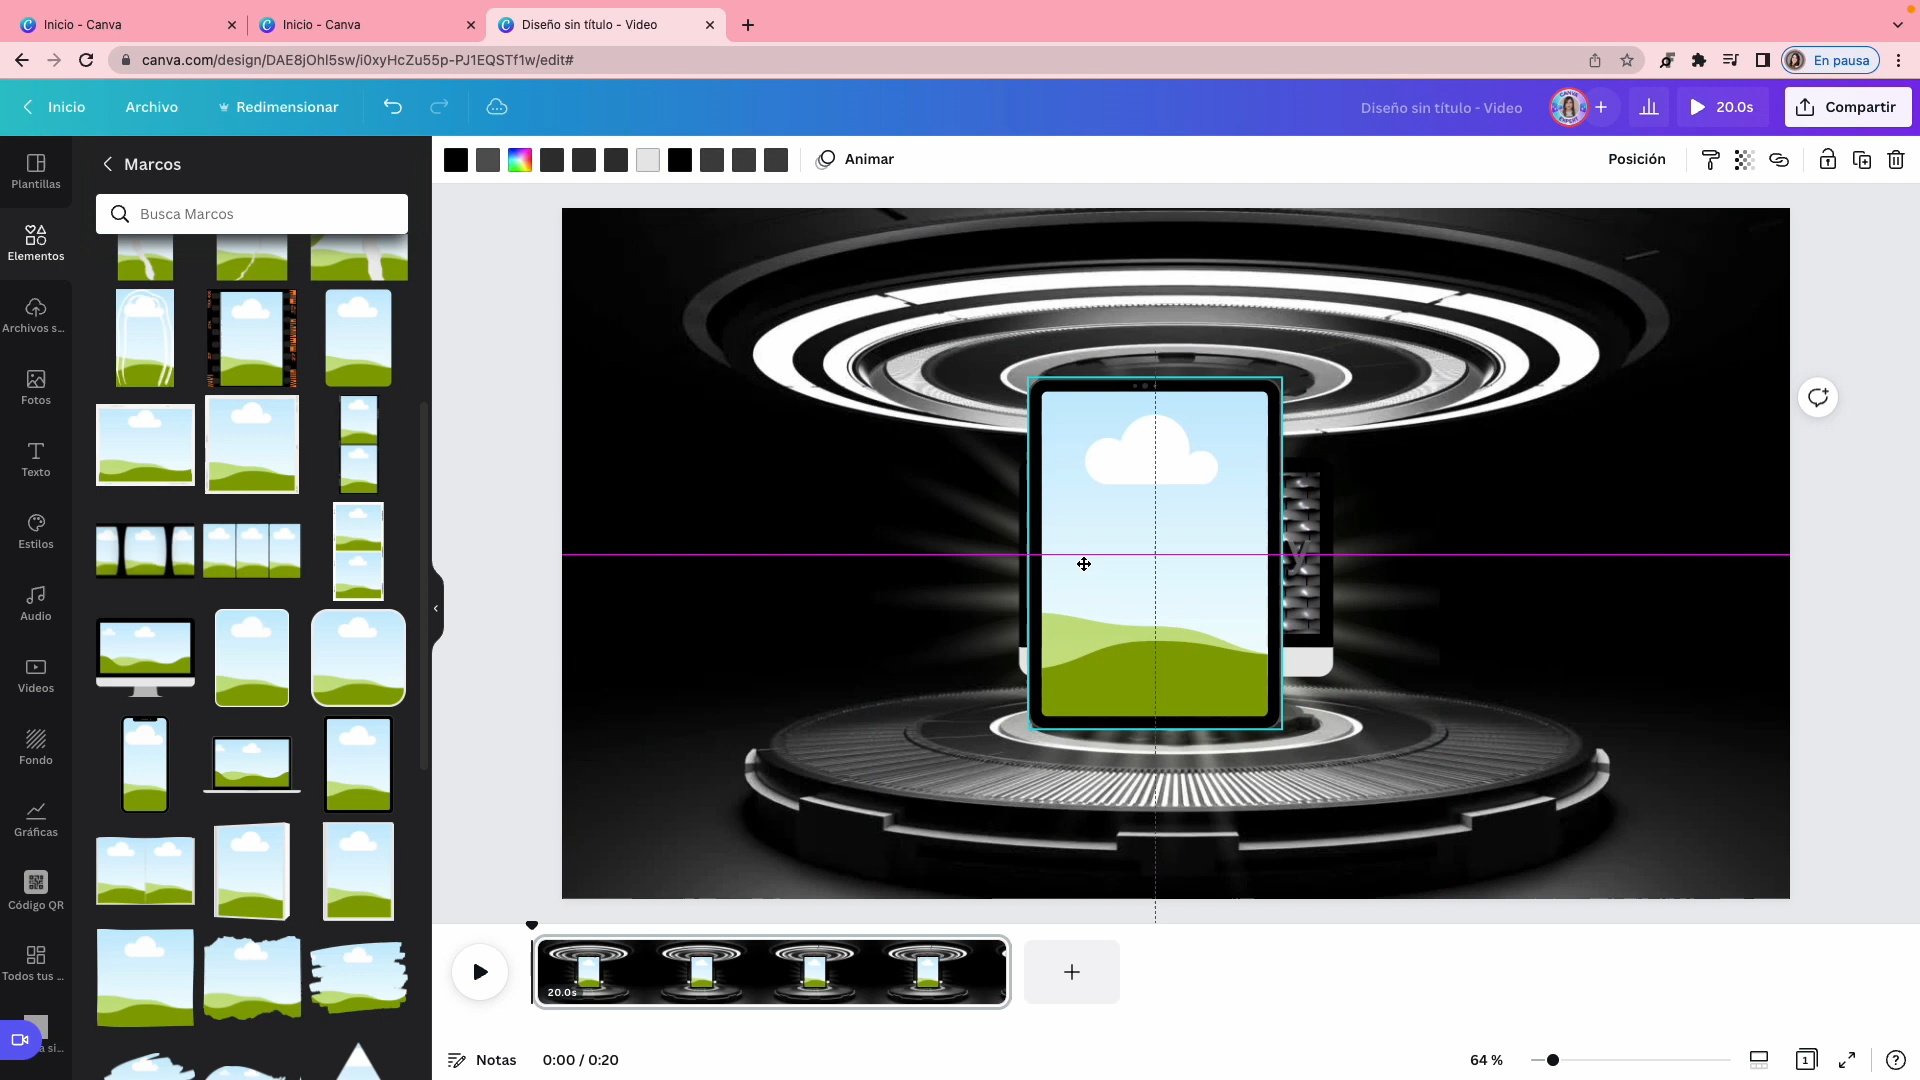 Inicio - Canva
Inicio - Canva
Diseño sin título - Video
canva.com/design/DAE8jOhI5sw/i0xyHcZu55p-PJ1EQSTf1w/edit#
En pausa
Inicio
Archivo
Redimensionar
Diseño sin título - Video
20.0s
Compartir
Plantillas
Elementos
Archivos s...
Fotos
Texto
Estilos
Audio
Videos
Fondo
Gráficas
Código QR
Todos tus ...
Marcos
Busca Marcos
Animar
Posición
y
20.0s
Notas
0:00 / 0:20
64 %
1